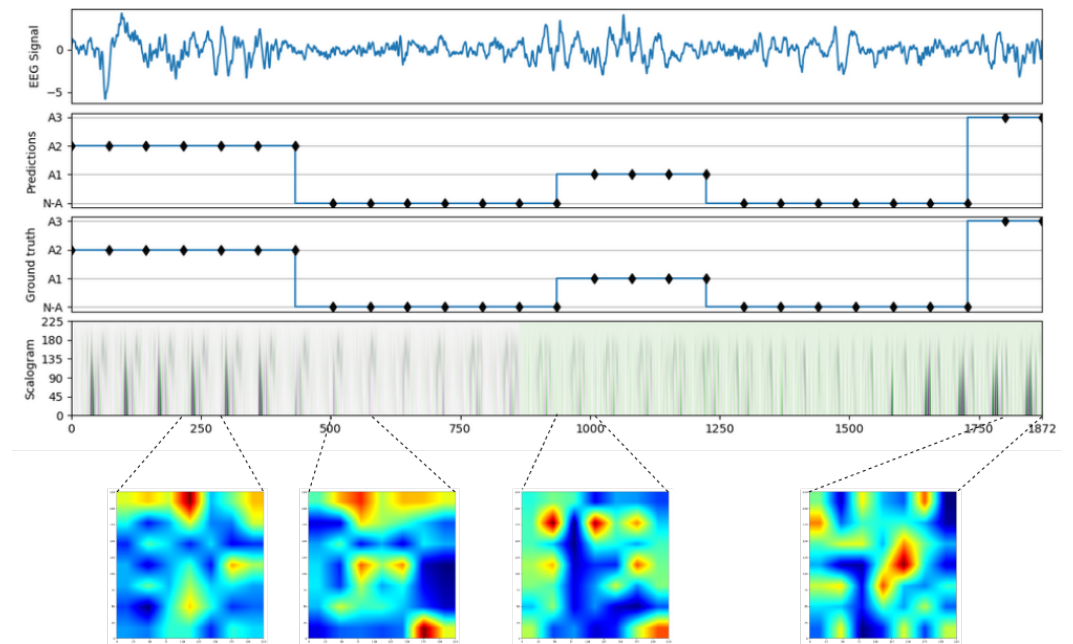 EEG Signal
0
−5
Predictions
A3
A2
A1
N-A
Ground truth
A3
A2
A1
N-A
Scalogram
225
180
135
90
45
0
0 250 500 750 1000 1250 1500 1750 1872